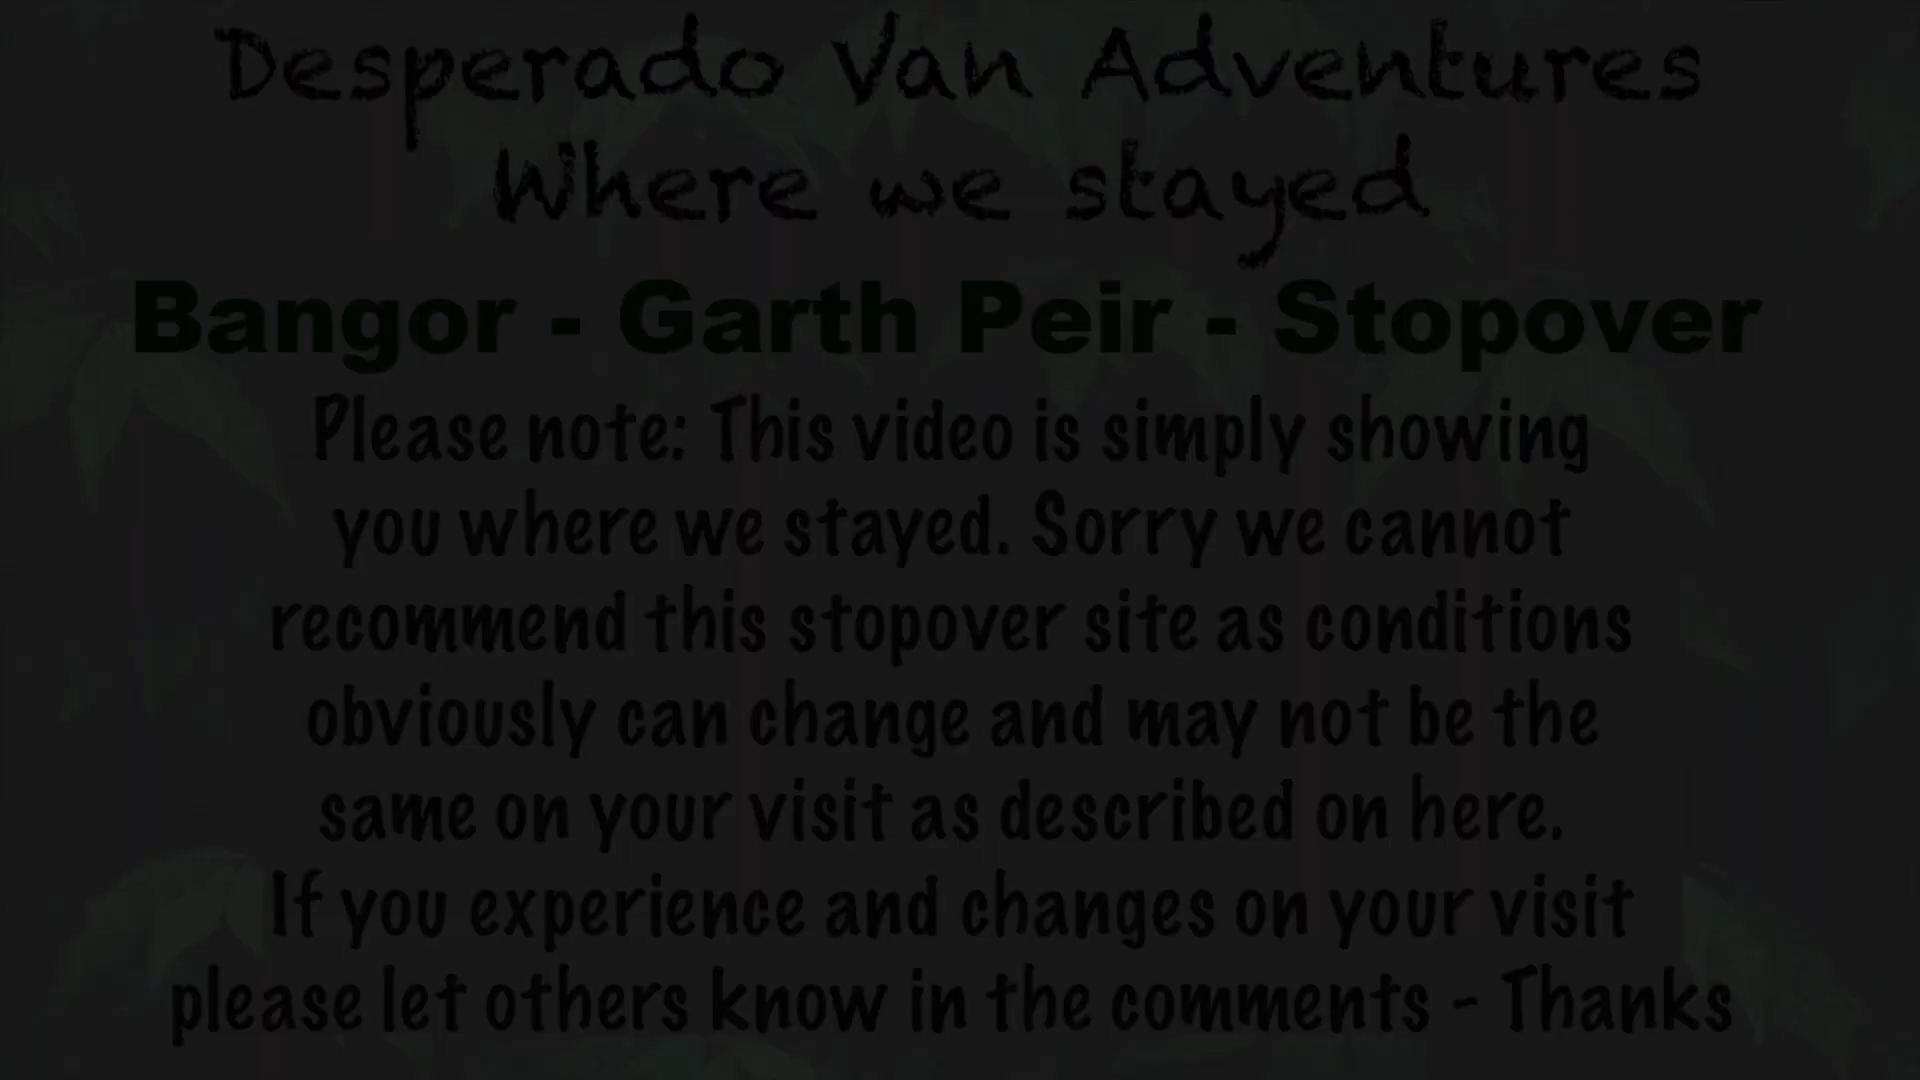 Desperado Van Adventures
Where we stayed
Bangor - Garth Peir - Stopover
Please note: This video is simply showing
you where we stayed. Sorry we cannot
recommend this stopover site as conditions
obviously can change and may not be the
same on your visit as described on here.
If you experience and changes on your visit
please let others know in the comments - Thanks